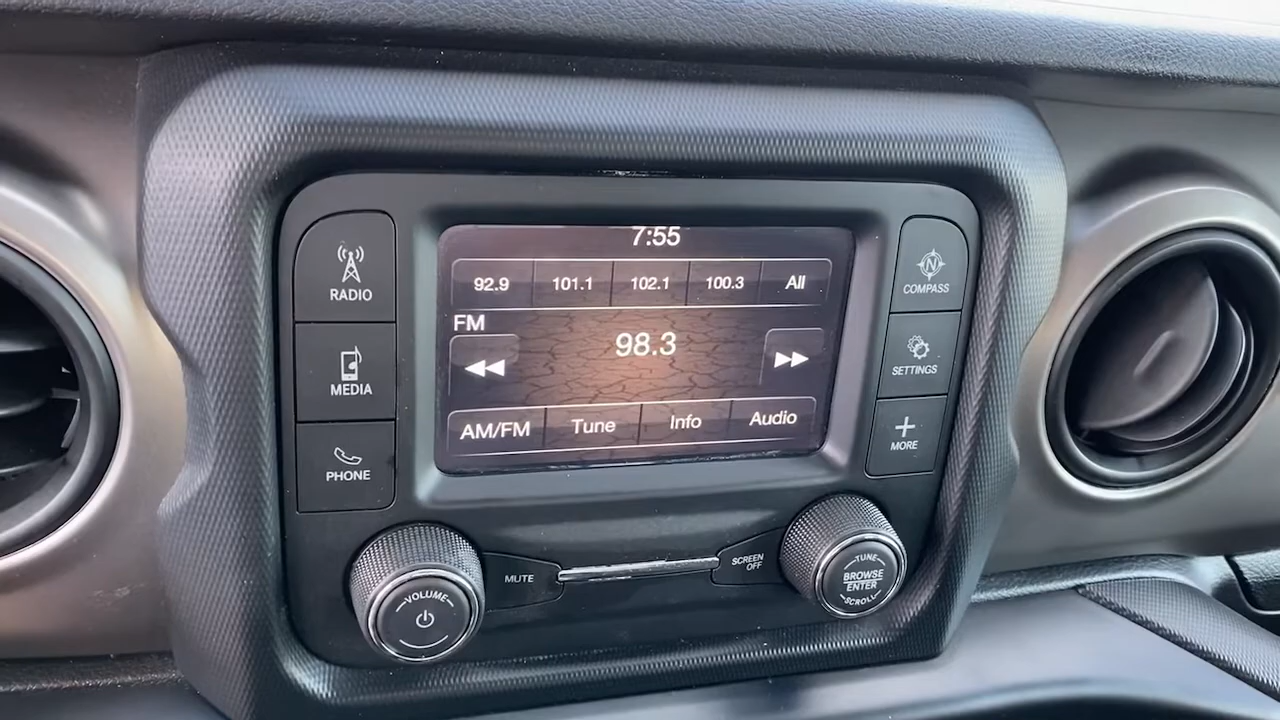 RADIO
MEDIA
PHONE
7:55
92.9 101.1 102.1 100.3 All
FM
98.3
AM/FM Tune Info Audio
N
COMPASS
SETTINGS
MORE
VOLUME
MUTE
SCREEN
OFF
TUNE
BROWSE
ENTER
SCROLL